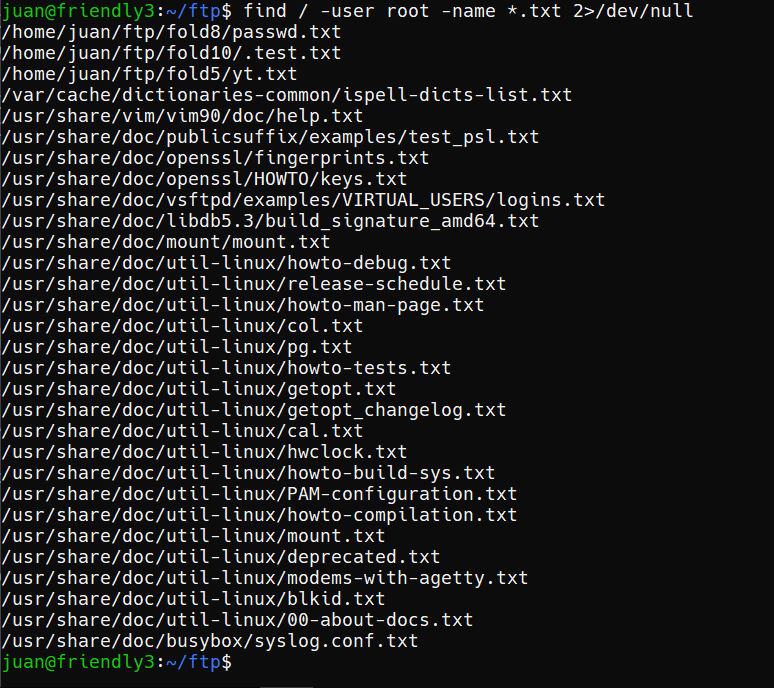 juan@friendly3:~/ftp$ find / -user root -name *.txt 2>/dev/null
/home/juan/ftp/fold8/passwd.txt
/home/juan/ftp/fold10/.test.txt
/home/juan/ftp/fold5/yt.txt
/var/cache/dictionaries-common/ispell-dicts-list.txt
/usr/share/vim/vim90/doc/help.txt
/usr/share/doc/publicsuffix/examples/test_psl.txt
/usr/share/doc/openssl/fingerprints.txt
/usr/share/doc/openssl/HOWTO/keys.txt
/usr/share/doc/vsftpd/examples/VIRTUAL_USERS/logins.txt
/usr/share/doc/libdb5.3/build_signature_amd64.txt
/usr/share/doc/mount/mount.txt
/usr/share/doc/util-linux/howto-debug.txt
/usr/share/doc/util-linux/release-schedule.txt
/usr/share/doc/util-linux/howto-man-page.txt
/usr/share/doc/util-linux/col.txt
/usr/share/doc/util-linux/pg.txt
/usr/share/doc/util-linux/howto-tests.txt
/usr/share/doc/util-linux/getopt.txt
/usr/share/doc/util-linux/getopt_changelog.txt
/usr/share/doc/util-linux/cal.txt
/usr/share/doc/util-linux/hwclock.txt
/usr/share/doc/util-linux/howto-build-sys.txt
/usr/share/doc/util-linux/PAM-configuration.txt
/usr/share/doc/util-linux/howto-compilation.txt
/usr/share/doc/util-linux/mount.txt
/usr/share/doc/util-linux/deprecated.txt
/usr/share/doc/util-linux/modems-with-agetty.txt
/usr/share/doc/util-linux/blkid.txt
/usr/share/doc/util-linux/00-about-docs.txt
/usr/share/doc/busybox/syslog.conf.txt
juan@friendly3:~/ftp$